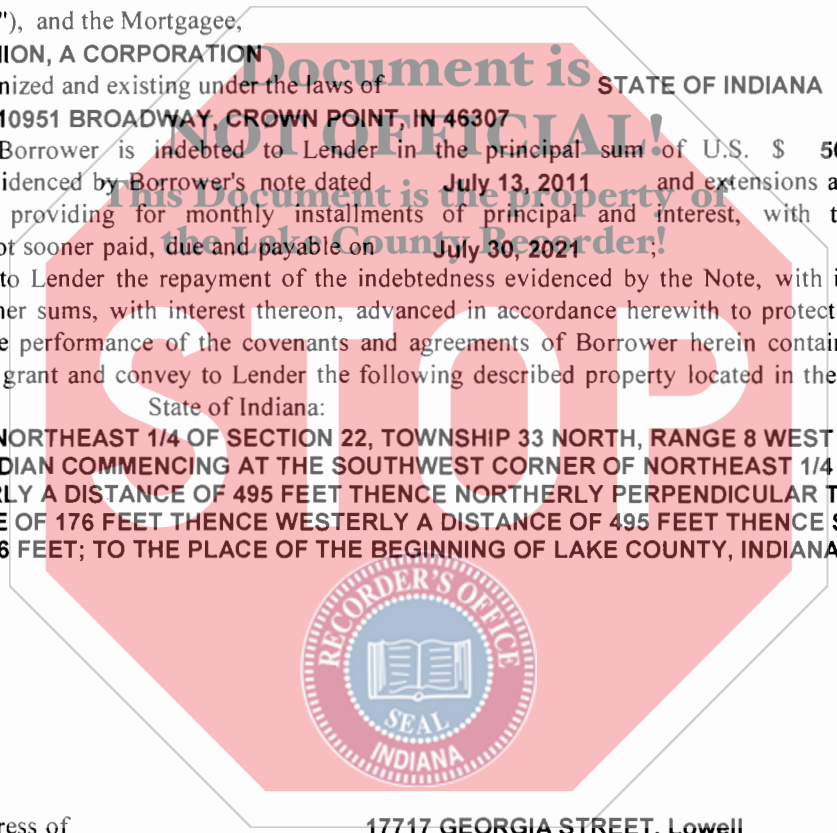 "), and the Mortgagee,
ION, A CORPORATION
nized and existing under the laws of STATE OF INDIANA
10951 BROADWAY, CROWN POINT, IN 46307
Borrower is indebted to Lender in the principal sum of U.S. $ 50
idenced by Borrower's note dated July 13, 2011 and extensions a
providing for monthly installments of principal and interest, with t
ot sooner paid, due and payable on July 30, 2021 ;
to Lender the repayment of the indebtedness evidenced by the Note, with i
er sums, with interest thereon, advanced in accordance herewith to protect
e performance of the covenants and agreements of Borrower herein contain
grant and convey to Lender the following described property located in the
State of Indiana:
NORTHEAST 1/4 OF SECTION 22, TOWNSHIP 33 NORTH, RANGE 8 WEST
DIAN COMMENCING AT THE SOUTHWEST CORNER OF NORTHEAST 1/4
RLY A DISTANCE OF 495 FEET THENCE NORTHERLY PERPENDICULAR T
E OF 176 FEET THENCE WESTERLY A DISTANCE OF 495 FEET THENCE S
6 FEET; TO THE PLACE OF THE BEGINNING OF LAKE COUNTY, INDIANA
ress of 17717 GEORGIA STREET, Lowell
Document is
NOT OFFICIAL!
This Document is the property of
the Lake County Recorder!
STOP
RECORDER'S OFFICE
SEAL
INDIANA